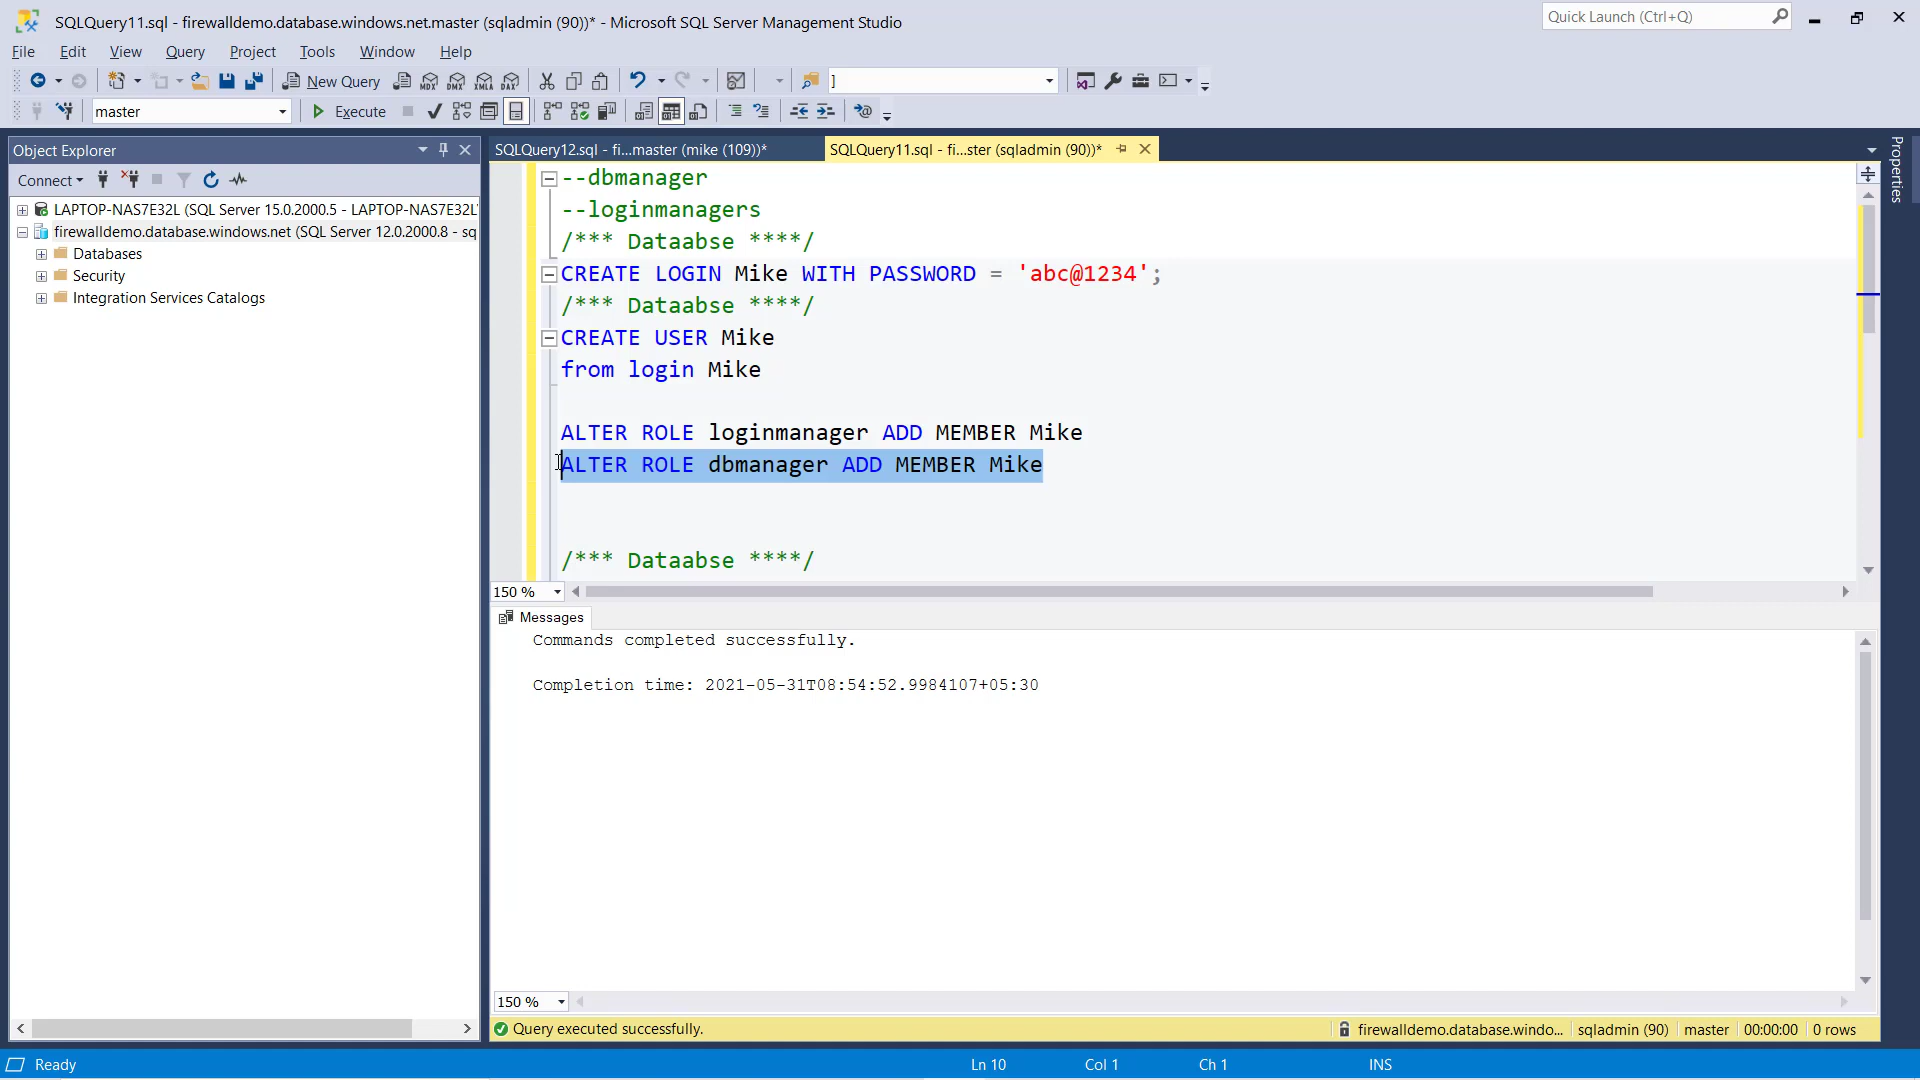 SQLQuery11.sql - firewalldemo.database.windows.net.master (sqladmin (90))* - Microsoft SQL Server Management Studio
Quick Launch (Ctrl+Q)
File Edit View Query Project Tools Window Help
New Query
MDX DMX XMLA DAX
]
master
Execute
Object Explorer
SQLQuery12.sql - fi...master (mike (109))*
SQLQuery11.sql - fi...ster (sqladmin (90))*
Properties
Connect
LAPTOP-NAS7E32L (SQL Server 15.0.2000.5 - LAPTOP-NAS7E32L
firewalldemo.database.windows.net (SQL Server 12.0.2000.8 - sq
Databases
Security
Integration Services Catalogs
--dbmanager
--loginmanagers
/*** Dataabse ****/
CREATE LOGIN Mike WITH PASSWORD = 'abc@1234';
/*** Dataabse ****/
CREATE USER Mike
from login Mike
ALTER ROLE loginmanager ADD MEMBER Mike
ALTER ROLE dbmanager ADD MEMBER Mike
/*** Dataabse ****/
150 %
Messages
Commands completed successfully.
Completion time: 2021-05-31T08:54:52.9984107+05:30
150 %
Query executed successfully.
firewalldemo.database.windo... sqladmin (90) master 00:00:00 0 rows
Ready
Ln 10 Col 1 Ch 1 INS